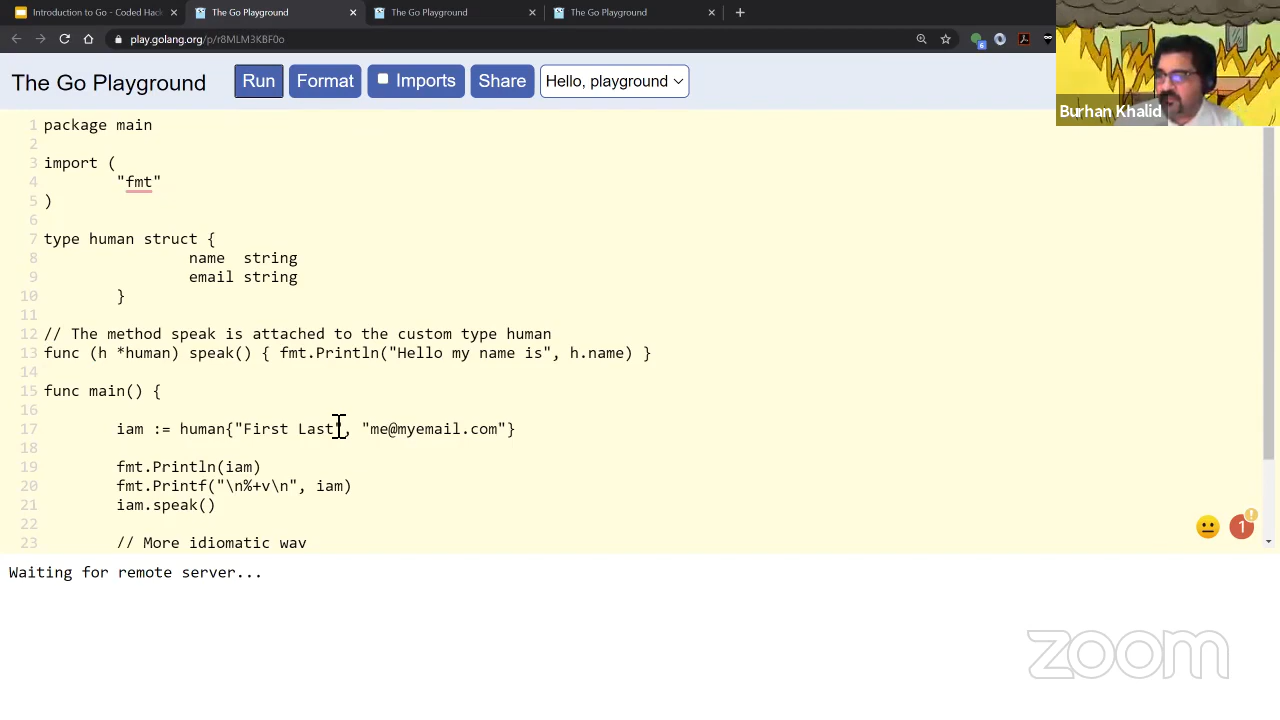 Introduction to Go - Coded Hack
The Go Playground
The Go Playground
The Go Playground
play.golang.org/p/r8MLM3KBF0o
6
Burhan Khalid
The Go Playground
Run
Format
Imports
Share
Hello, playground
1 package main
2
3 import (
4 "fmt"
5 )
6
7 type human struct {
8 name string
9 email string
10 }
11
12 // The method speak is attached to the custom type human
13 func (h *human) speak() { fmt.Println("Hello my name is", h.name) }
14
15 func main() {
16
17 iam := human{"First Last", "me@myemail.com"}
18
19 fmt.Println(iam)
20 fmt.Printf("\n%+v\n", iam)
21 iam.speak()
22
23 // More idiomatic way
1
!
Waiting for remote server...
zoom